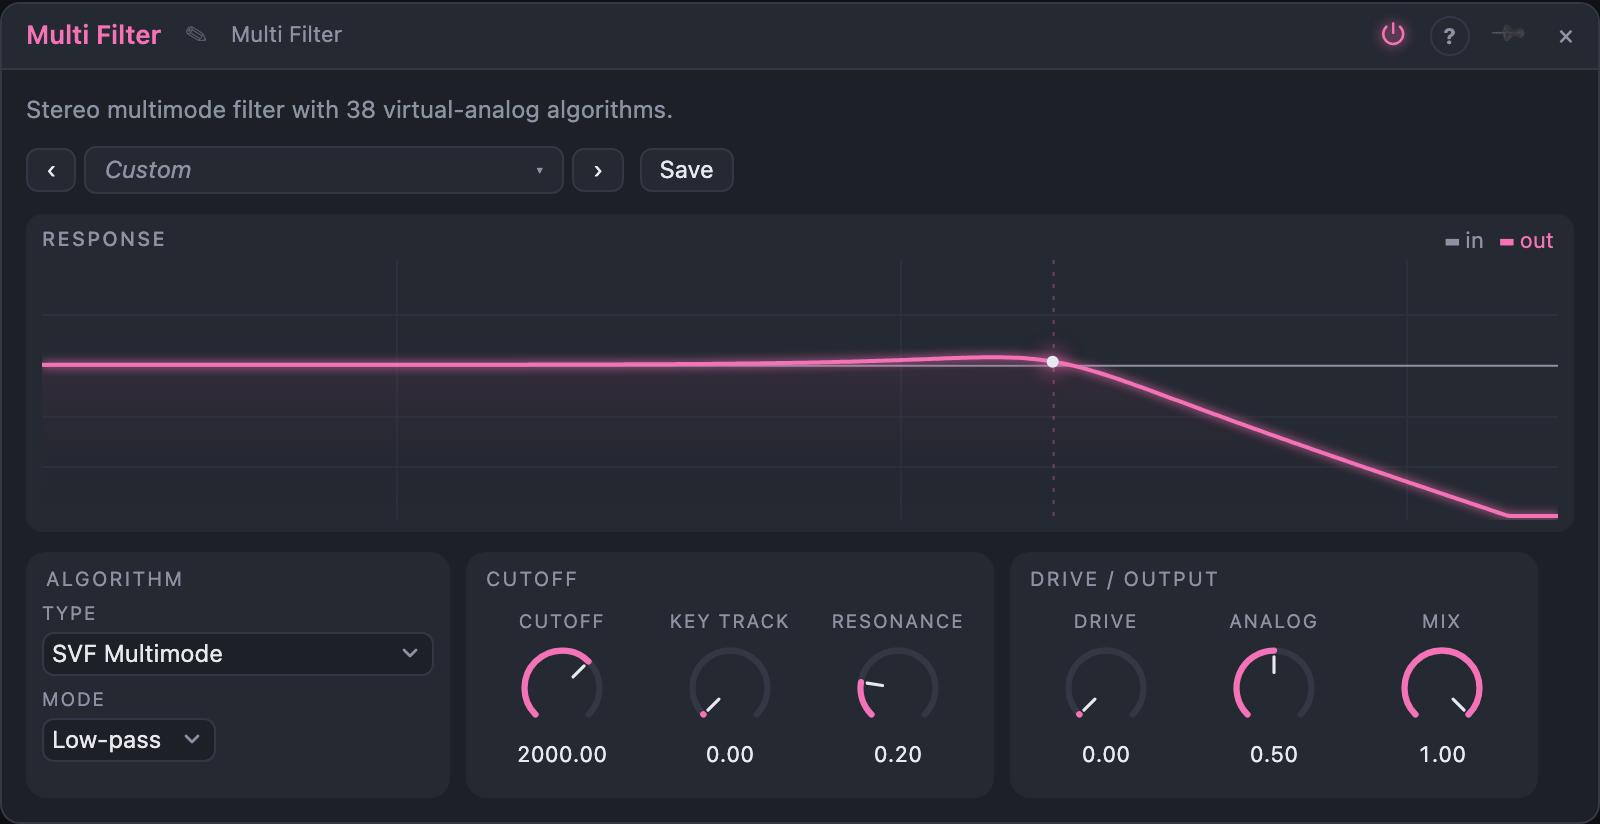 Multi Filter ✎ Multi Filter ? ×
Stereo multimode filter with 38 virtual-analog algorithms.
‹ Custom ▾ › Save
RESPONSE in out
ALGORITHM
TYPE
SVF Multimode
MODE
Low-pass
CUTOFF
CUTOFF KEY TRACK RESONANCE
2000.00 0.00 0.20
DRIVE / OUTPUT
DRIVE ANALOG MIX
0.00 0.50 1.00